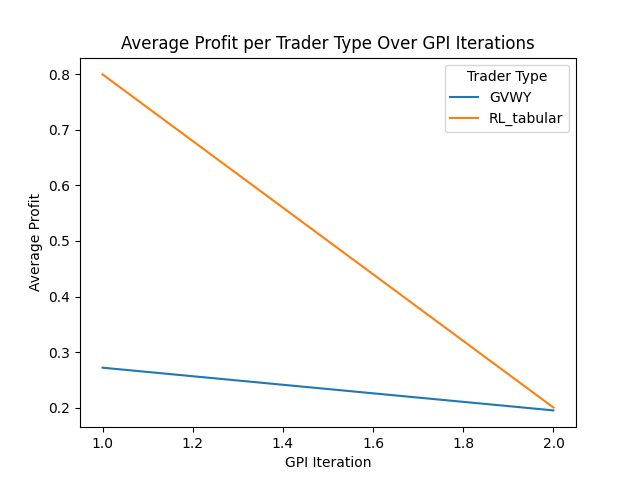 Average Profit per Trader Type Over GPI Iterations
Trader Type
GVWY
RL_tabular
Average Profit
0.8
0.7
0.6
0.5
0.4
0.3
0.2
1.0 1.2 1.4 1.6 1.8 2.0
GPI Iteration